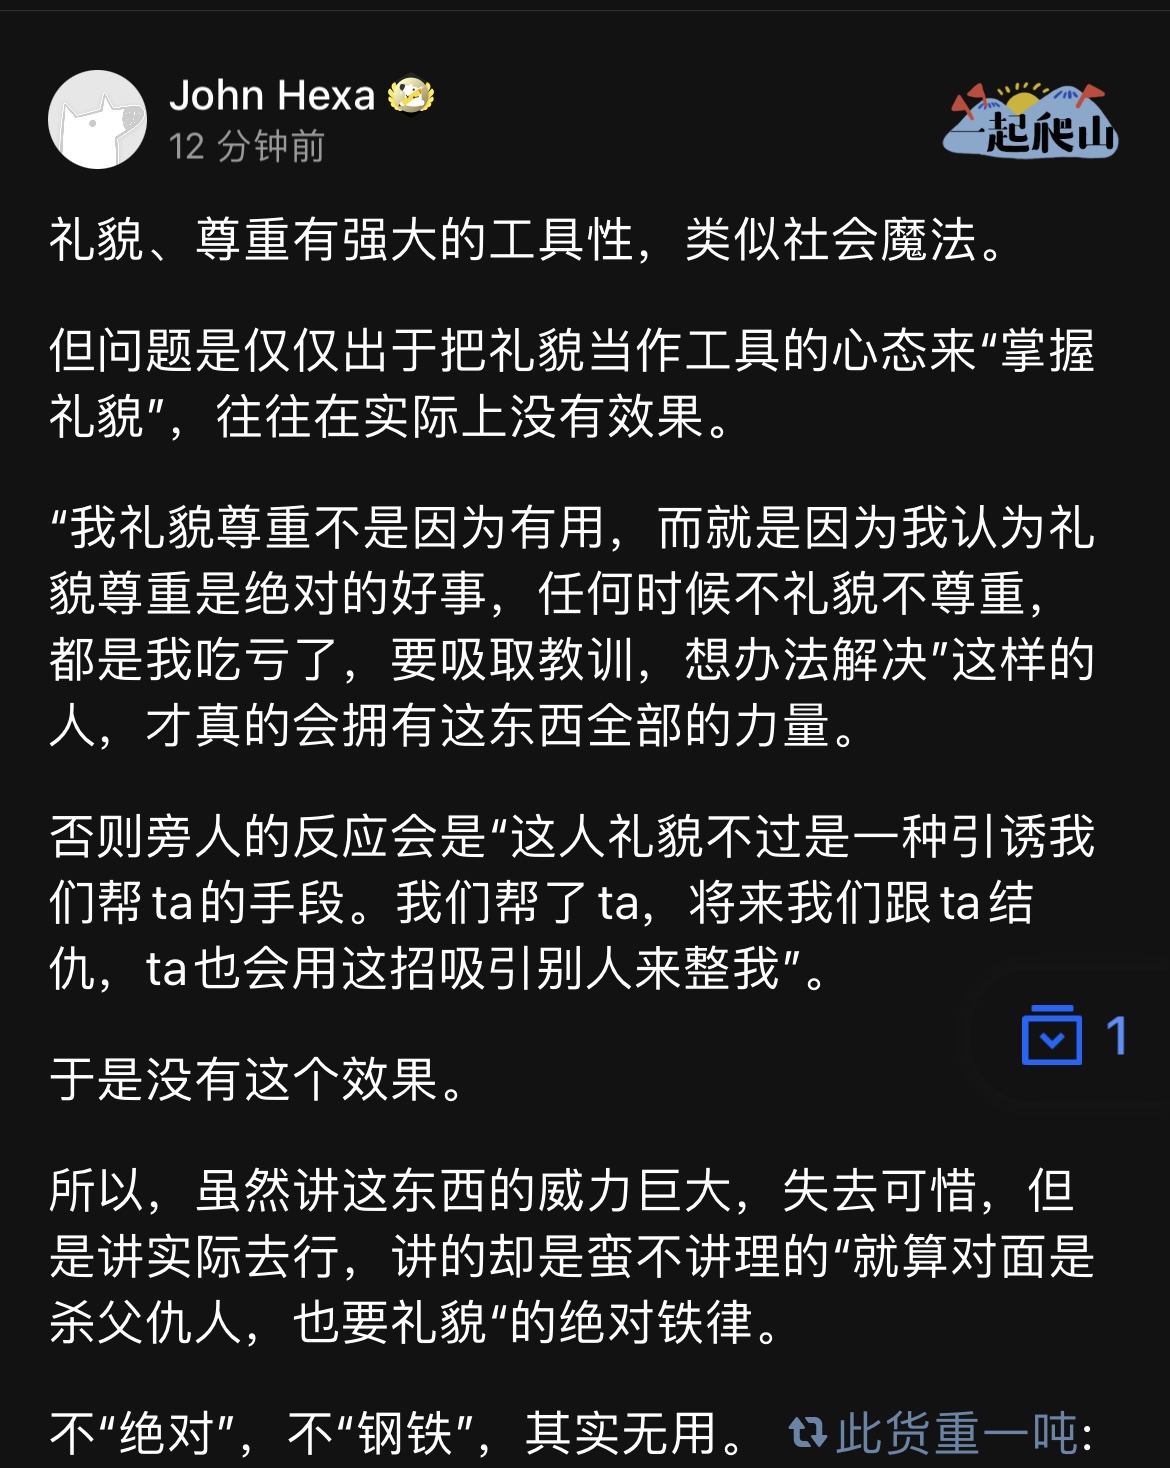 John Hexa
12 分钟前
一起爬山
礼貌、尊重有强大的工具性，类似社会魔法。
但问题是仅仅出于把礼貌当作工具的心态来“掌握
礼貌”，往往在实际上没有效果。
“我礼貌尊重不是因为有用，而就是因为我认为礼
貌尊重是绝对的好事，任何时候不礼貌不尊重，
都是我吃亏了，要吸取教训，想办法解决”这样的
人，才真的会拥有这东西全部的力量。
否则旁人的反应会是“这人礼貌不过是一种引诱我
们帮ta的手段。我们帮了ta，将来我们跟ta结
仇，ta也会用这招吸引别人来整我”。
1
于是没有这个效果。
所以，虽然讲这东西的威力巨大，失去可惜，但
是讲实际去行，讲的却是蛮不讲理的“就算对面是
杀父仇人，也要礼貌“的绝对铁律。
不“绝对”，不“钢铁”，其实无用。 此货重一吨: